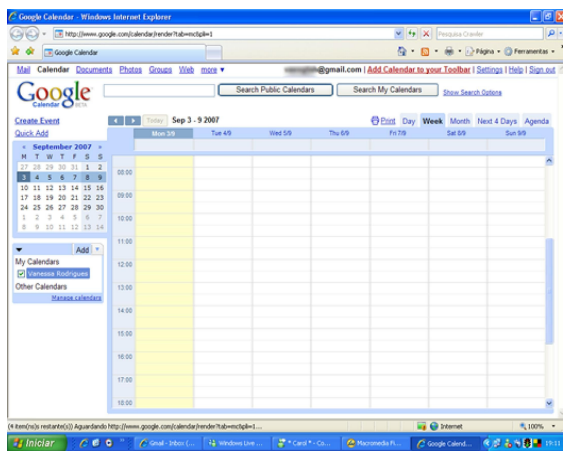 Google Calendar - Windows Internet Explorer
http://www.google.com/calendar/render?tab=mc&pli=1
Pesquisa Crawler
Google Calendar
Página
Ferramentas
Mail Calendar Documents Photos Groups Web more ▼
@gmail.com | Add Calendar to your Toolbar | Settings | Help | Sign out
Google
Calendar BETA
Search Public Calendars
Search My Calendars
Show Search Options
Create Event
Quick Add
Today Sep 3 - 9 2007
Print Day Week Month Next 4 Days Agenda
Mon 3/9 Tue 4/9 Wed 5/9 Thu 6/9 Fri 7/9 Sat 8/9 Sun 9/9
« September 2007 »
M T W T F S S
27 28 29 30 31 1 2
3 4 5 6 7 8 9
10 11 12 13 14 15 16
17 18 19 20 21 22 23
24 25 26 27 28 29 30
1 2 3 4 5 6 7
8 9 10 11 12 13 14
Add
My Calendars
Vanessa Rodrigues
Other Calendars
Manage calendars
08:00
09:00
10:00
11:00
12:00
13:00
14:00
15:00
16:00
17:00
18:00
(4 item(ns) restante(s)) Aguardando http://www.google.com/calendar/render?tab=mc&pli=1...
Internet
100%
Iniciar
Gmail - Inbox (...
Windows Live ...
* Carol * - Co...
Macromedia Fl...
Google Calend...
19:11